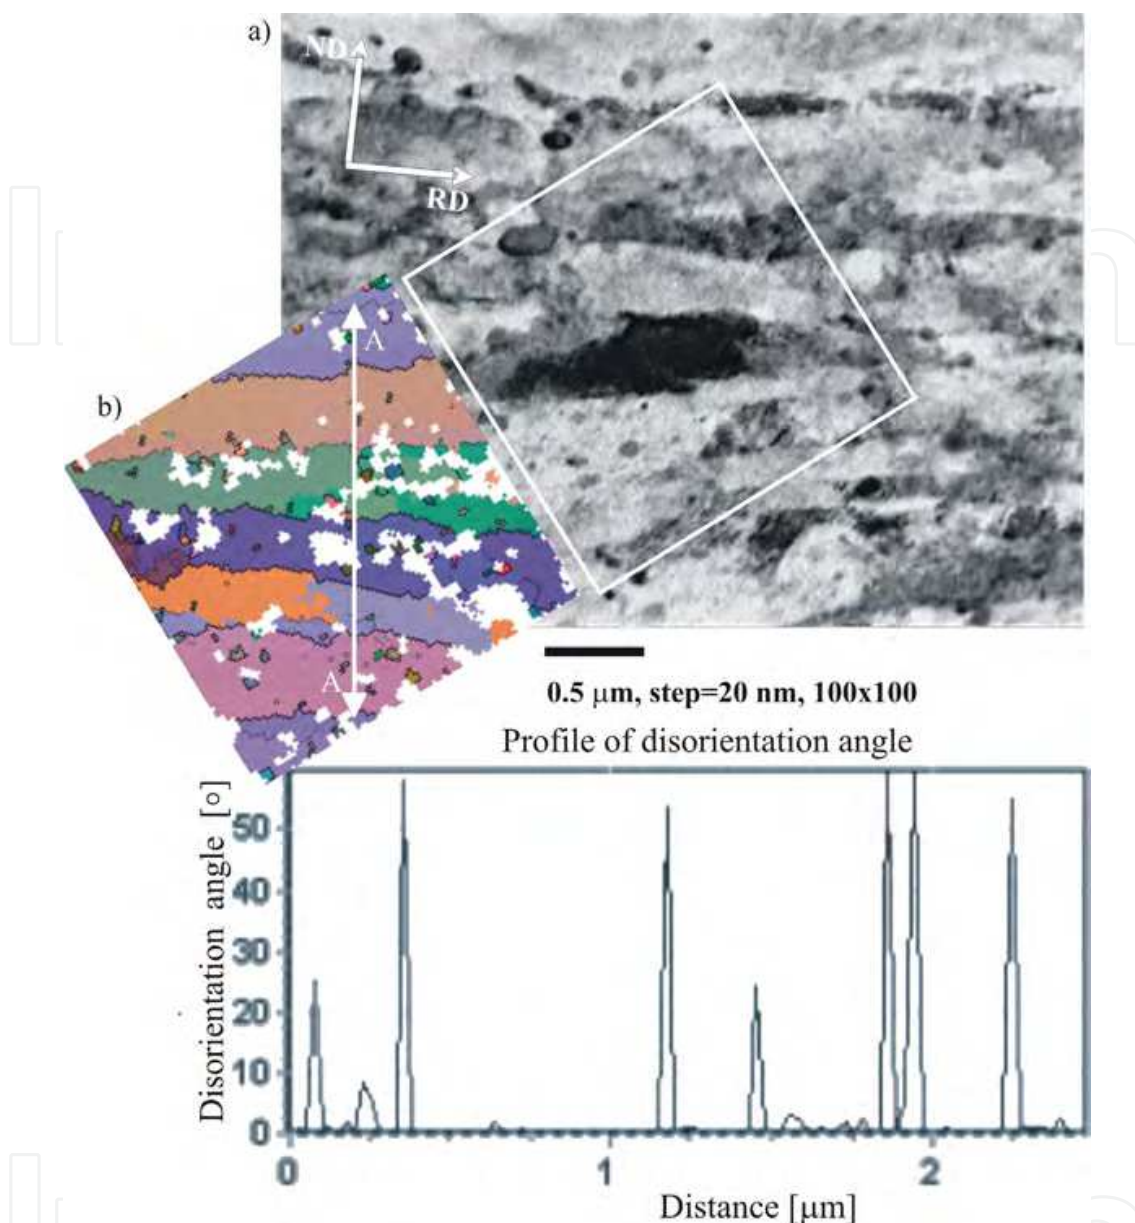 a)
ND
RD
A
b)
A
0.5 μm, step=20 nm, 100x100
Profile of disorientation angle
Disorientation angle [○]
50
40
30
20
10
0
0
1
2
Distance [μm]